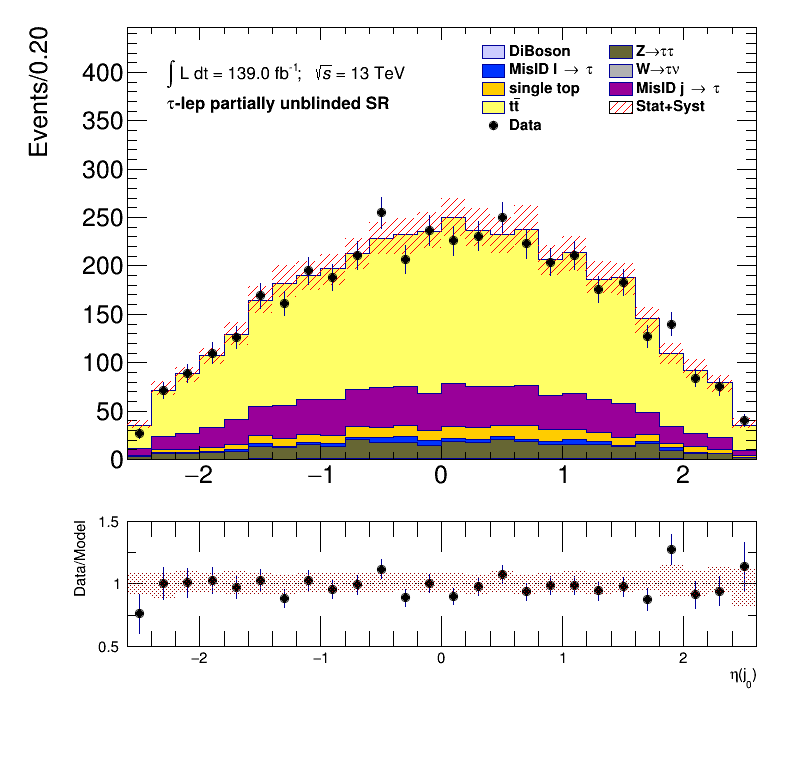 Events/0.20
∫ L dt = 139.0 fb⁻¹; √s = 13 TeV
τ-lep partially unblinded SR
DiBoson
MisID l → τ
single top
tt̄
Data
Z→ττ
W→τν
MisID j → τ
Stat+Syst
400
350
300
250
200
150
100
50
0
−2 −1 0 1 2
Data/Model
1.5
1
0.5
−2 −1 0 1 2
η(j₀)